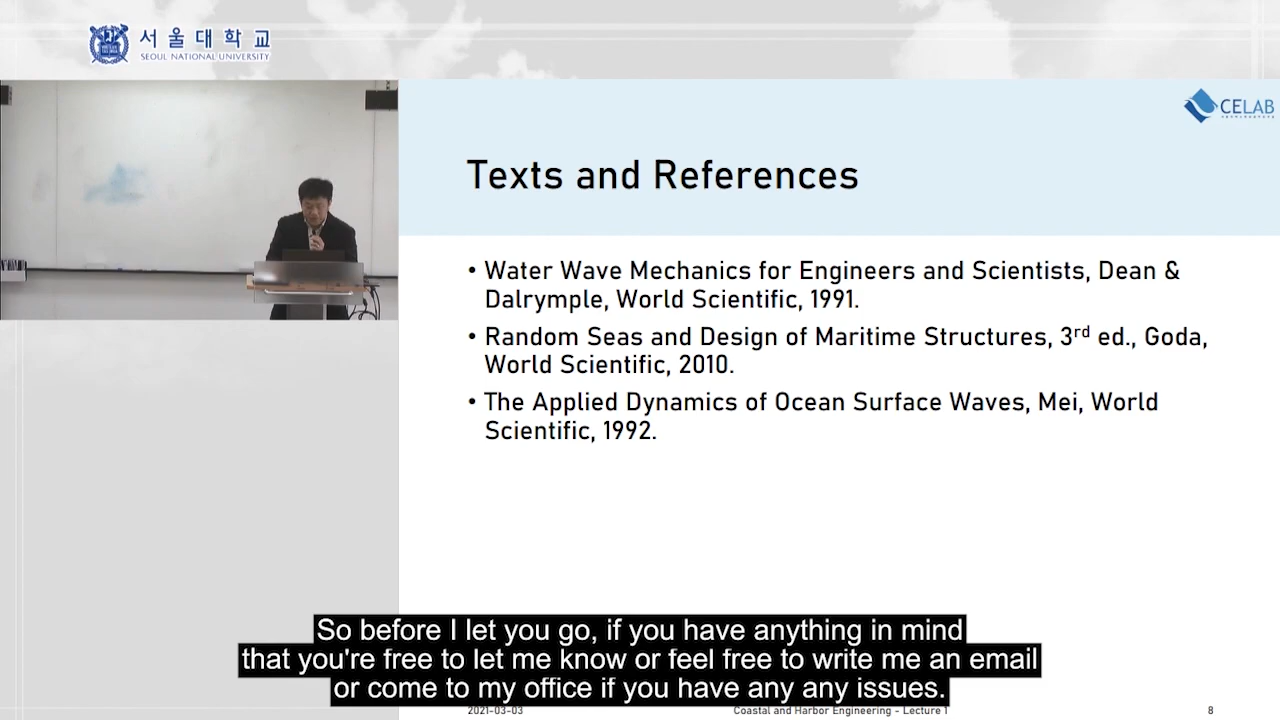 서울대학교
SEOUL NATIONAL UNIVERSITY
CELAB
Texts and References
• Water Wave Mechanics for Engineers and Scientists, Dean &
Dalrymple, World Scientific, 1991.
• Random Seas and Design of Maritime Structures, 3rd ed., Goda,
World Scientific, 2010.
• The Applied Dynamics of Ocean Surface Waves, Mei, World
Scientific, 1992.
So before I let you go, if you have anything in mind
that you're free to let me know or feel free to write me an email
or come to my office if you have any any issues.
2021-03-03 Coastal and Harbor Engineering - Lecture 1 8